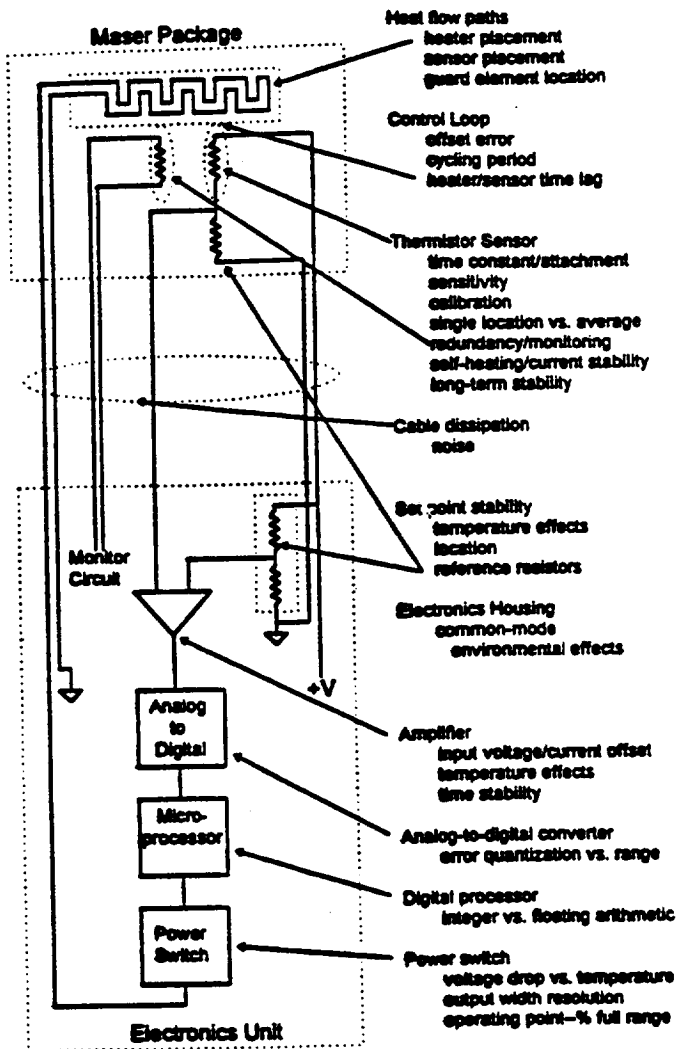 Maser Package
Heat flow paths
heater placement
sensor placement
guard element location
Control Loop
offset error
cycling period
heater/sensor time lag
Thermistor Sensor
time constant/attachment
sensitivity
calibration
single location vs. average
redundancy/monitoring
self-heating/current stability
long-term stability
Cable dissipation
noise
Set point stability
temperature effects
location
reference resistors
Monitor
Circuit
Electronics Housing
common-mode
environmental effects
+V
Analog
to
Digital
Amplifier
input voltage/current offset
temperature effects
time stability
Micro-
processor
Analog-to-digital converter
error quantization vs. range
Digital processor
integer vs. floating arithmetic
Power
Switch
Power switch
voltage drop vs. temperature
output width resolution
operating point–% full range
Electronics Unit